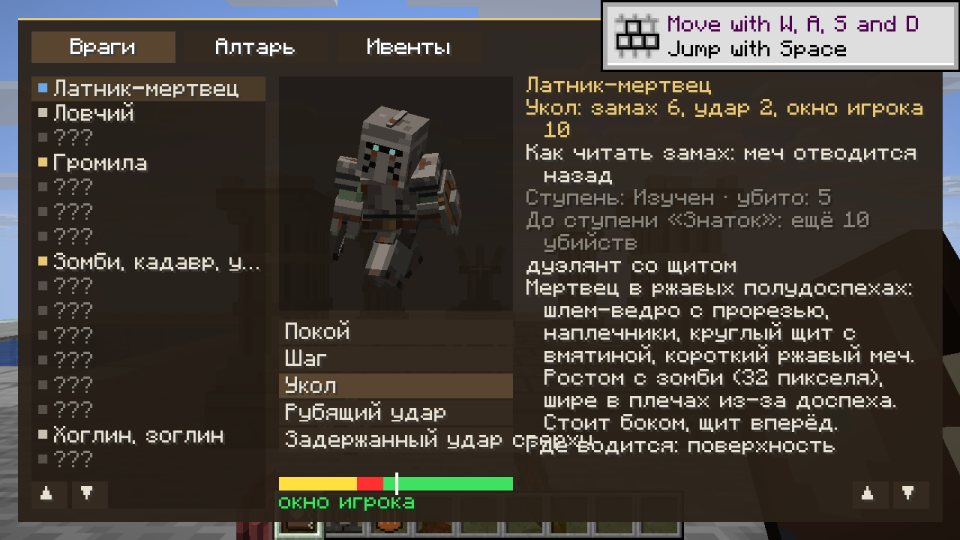 Враги
Алтарь
Ивенты
Move with W, A, S and D
Jump with Space
Латник-мертвец
Ловчий
???
Громила
???
???
???
Зомби, кадавр, у...
???
???
???
???
???
???
Хоглин, зоглин
???
Покой
Шаг
Укол
Рубящий удар
Задержанный удар сверху
окно игрока
Латник-мертвец
Укол: замах 6, удар 2, окно игрока
10
Как читать замах: меч отводится
назад
Ступень: Изучен · убито: 5
До ступени «Знаток»: ещё 10
убийств
дуэлянт со щитом
Мертвец в ржавых полудоспехах:
шлем-ведро с прорезью,
наплечники, круглый щит с
вмятиной, короткий ржавый меч.
Ростом с зомби (32 пикселя),
шире в плечах из-за доспеха.
Стоит боком, щит вперёд.
Где водится: поверхность